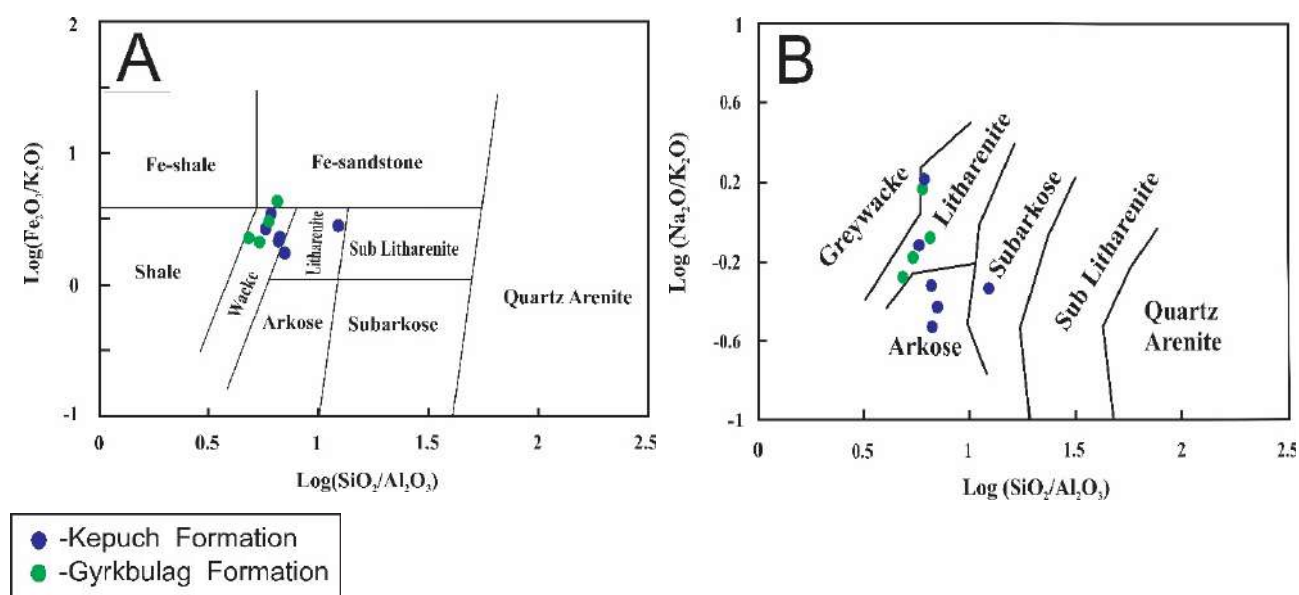 A
2
1
0
-1
Log(Fe₂O₃/K₂O)
Fe-shale
Fe-sandstone
Shale
Wacke
Litharenite
Sub Litharenite
Arkose
Subarkose
Quartz Arenite
0 0.5 1 1.5 2 2.5
Log(SiO₂/Al₂O₃)
B
1
0.6
0.2
-0.2
-0.6
-1
Log (Na₂O/K₂O)
Greywacke
Litharenite
Subarkose
Sub Litharenite
Arkose
Quartz
Arenite
0 0.5 1 1.5 2 2.5
Log (SiO₂/Al₂O₃)
-Kepuch Formation
-Gyrkbulag Formation